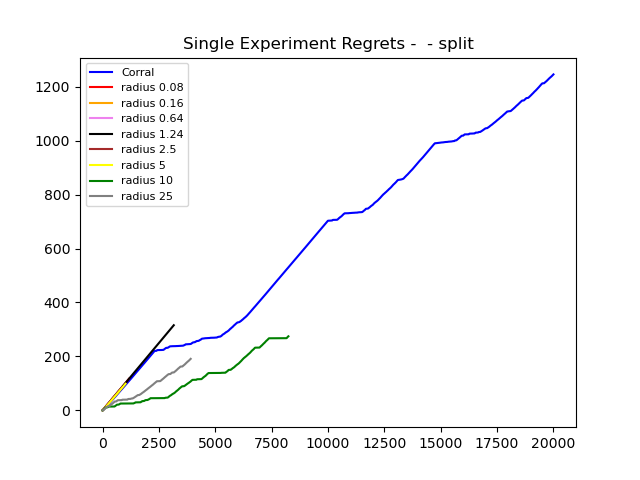 Single Experiment Regrets -  - split
Corral
radius 0.08
radius 0.16
radius 0.64
radius 1.24
radius 2.5
radius 5
radius 10
radius 25
1200
1000
800
600
400
200
0
0 2500 5000 7500 10000 12500 15000 17500 20000